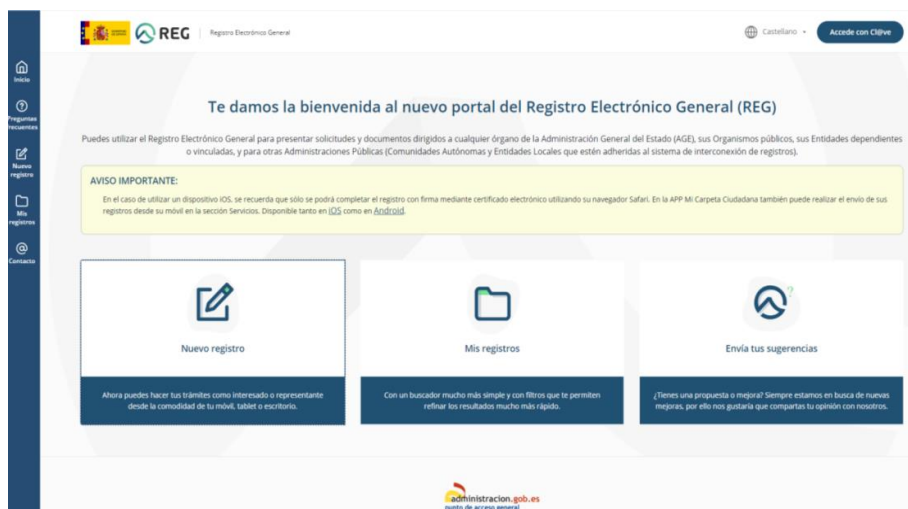 REG
Registro Electrónico General
Castellano
Accede con Cl@ve
Inicio
Preguntas
frecuentes
Nuevo
registro
Mis
registros
Contacto
Te damos la bienvenida al nuevo portal del Registro Electrónico General (REG)
Puedes utilizar el Registro Electrónico General para presentar solicitudes y documentos dirigidos a cualquier órgano de la Administración General del Estado (AGE), sus Organismos públicos, sus Entidades dependientes
o vinculadas, y para otras Administraciones Públicas (Comunidades Autónomas y Entidades Locales que estén adheridas al sistema de interconexión de registros).
AVISO IMPORTANTE:
En el caso de utilizar un dispositivo iOS, se recuerda que sólo se podrá completar el registro con firma mediante certificado electrónico utilizando su navegador Safari. En la APP Mi Carpeta Ciudadana también puede realizar el envío de sus
registros desde su móvil en la sección Servicios. Disponible tanto en iOS como en Android.
Nuevo registro
Mis registros
Envía tus sugerencias
Ahora puedes hacer tus trámites como interesado o representante
desde la comodidad de tu móvil, tablet o escritorio.
Con un buscador mucho más simple y con filtros que te permiten
refinar los resultados mucho más rápido.
¿Tienes una propuesta o mejora? Siempre estamos en busca de nuevas
mejoras, por ello nos gustaría que compartas tu opinión con nosotros.
administracion.gob.es
punto de acceso general